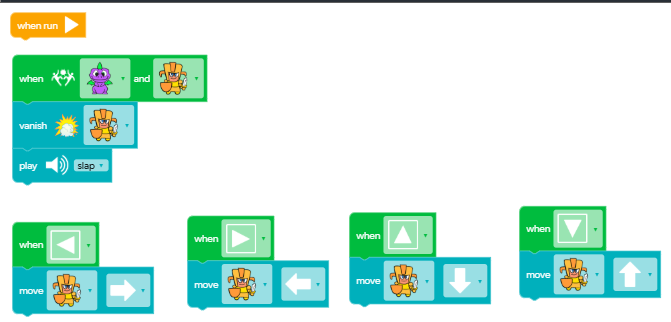 when run
when and
vanish
play slap
when
move
when
move
when
move
when
move